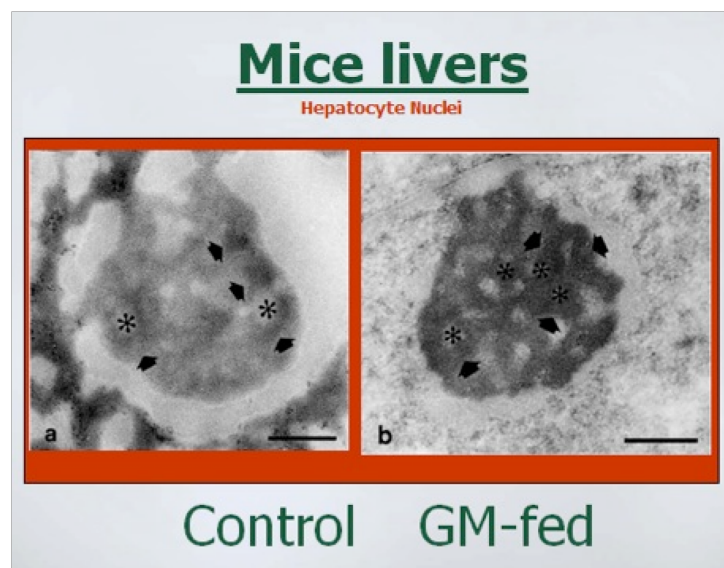 Mice livers
Hepatocyte Nuclei
a
b
Control
GM-fed